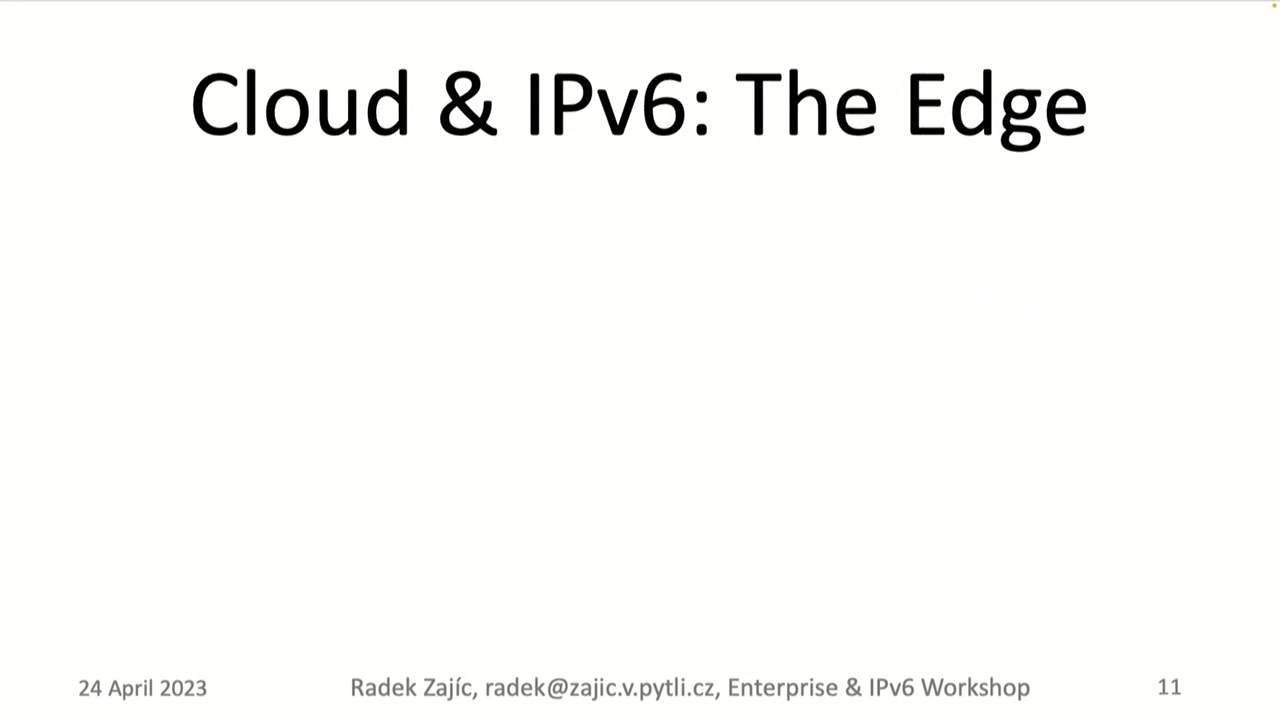 Cloud & IPv6: The Edge
24 April 2023
Radek Zajíc, radek@zajic.v.pytli.cz, Enterprise & IPv6 Workshop
11